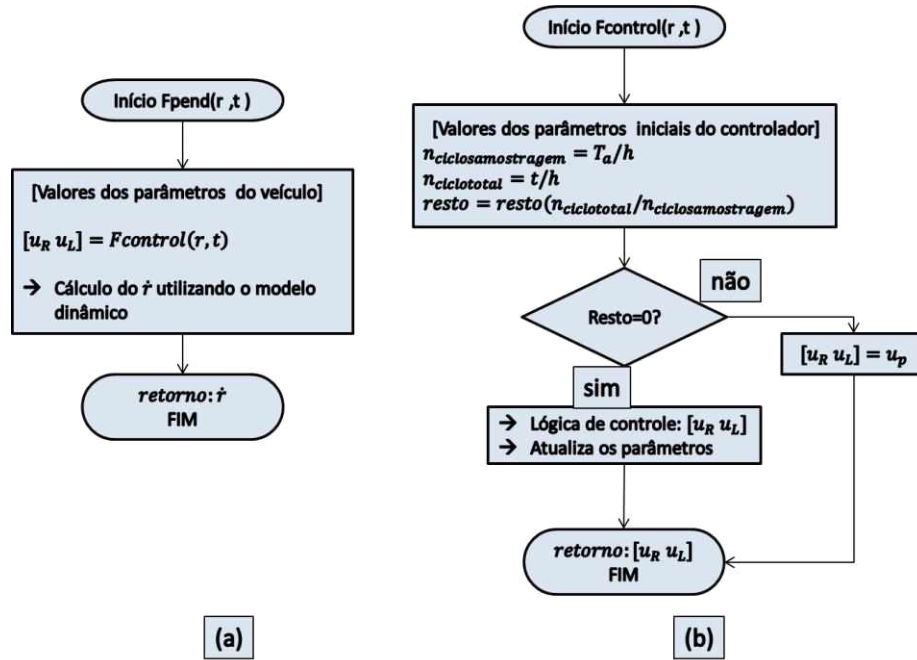 Início Fpend(r ,t )
[Valores dos parâmetros do veículo]
[u_R u_L] = Fcontrol(r, t)
→ Cálculo do ṙ utilizando o modelo
dinâmico
retorno: ṙ
FIM
(a)
Início Fcontrol(r ,t )
[Valores dos parâmetros iniciais do controlador]
n_ciclosamostragem = T_a/h
n_ciclototal = t/h
resto = resto(n_ciclototal/n_ciclosamostragem)
Resto=0?
não
[u_R u_L] = u_p
sim
→ Lógica de controle: [u_R u_L]
→ Atualiza os parâmetros
retorno: [u_R u_L]
FIM
(b)